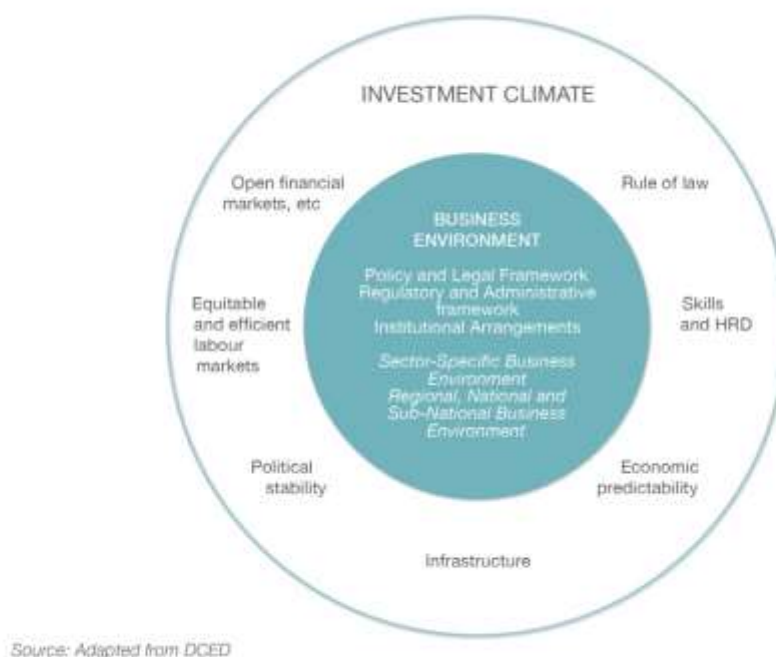 INVESTMENT CLIMATE
Open financial
markets, etc
Rule of law
BUSINESS
ENVIRONMENT
Policy and Legal Framework
Regulatory and Administrative
framework
Institutional Arrangements
Sector-Specific Business
Environment
Regional, National and
Sub-National Business
Environment
Equitable
and efficient
labour
markets
Skills
and HRD
Political
stability
Economic
predictability
Infrastructure
Source: Adapted from DCED